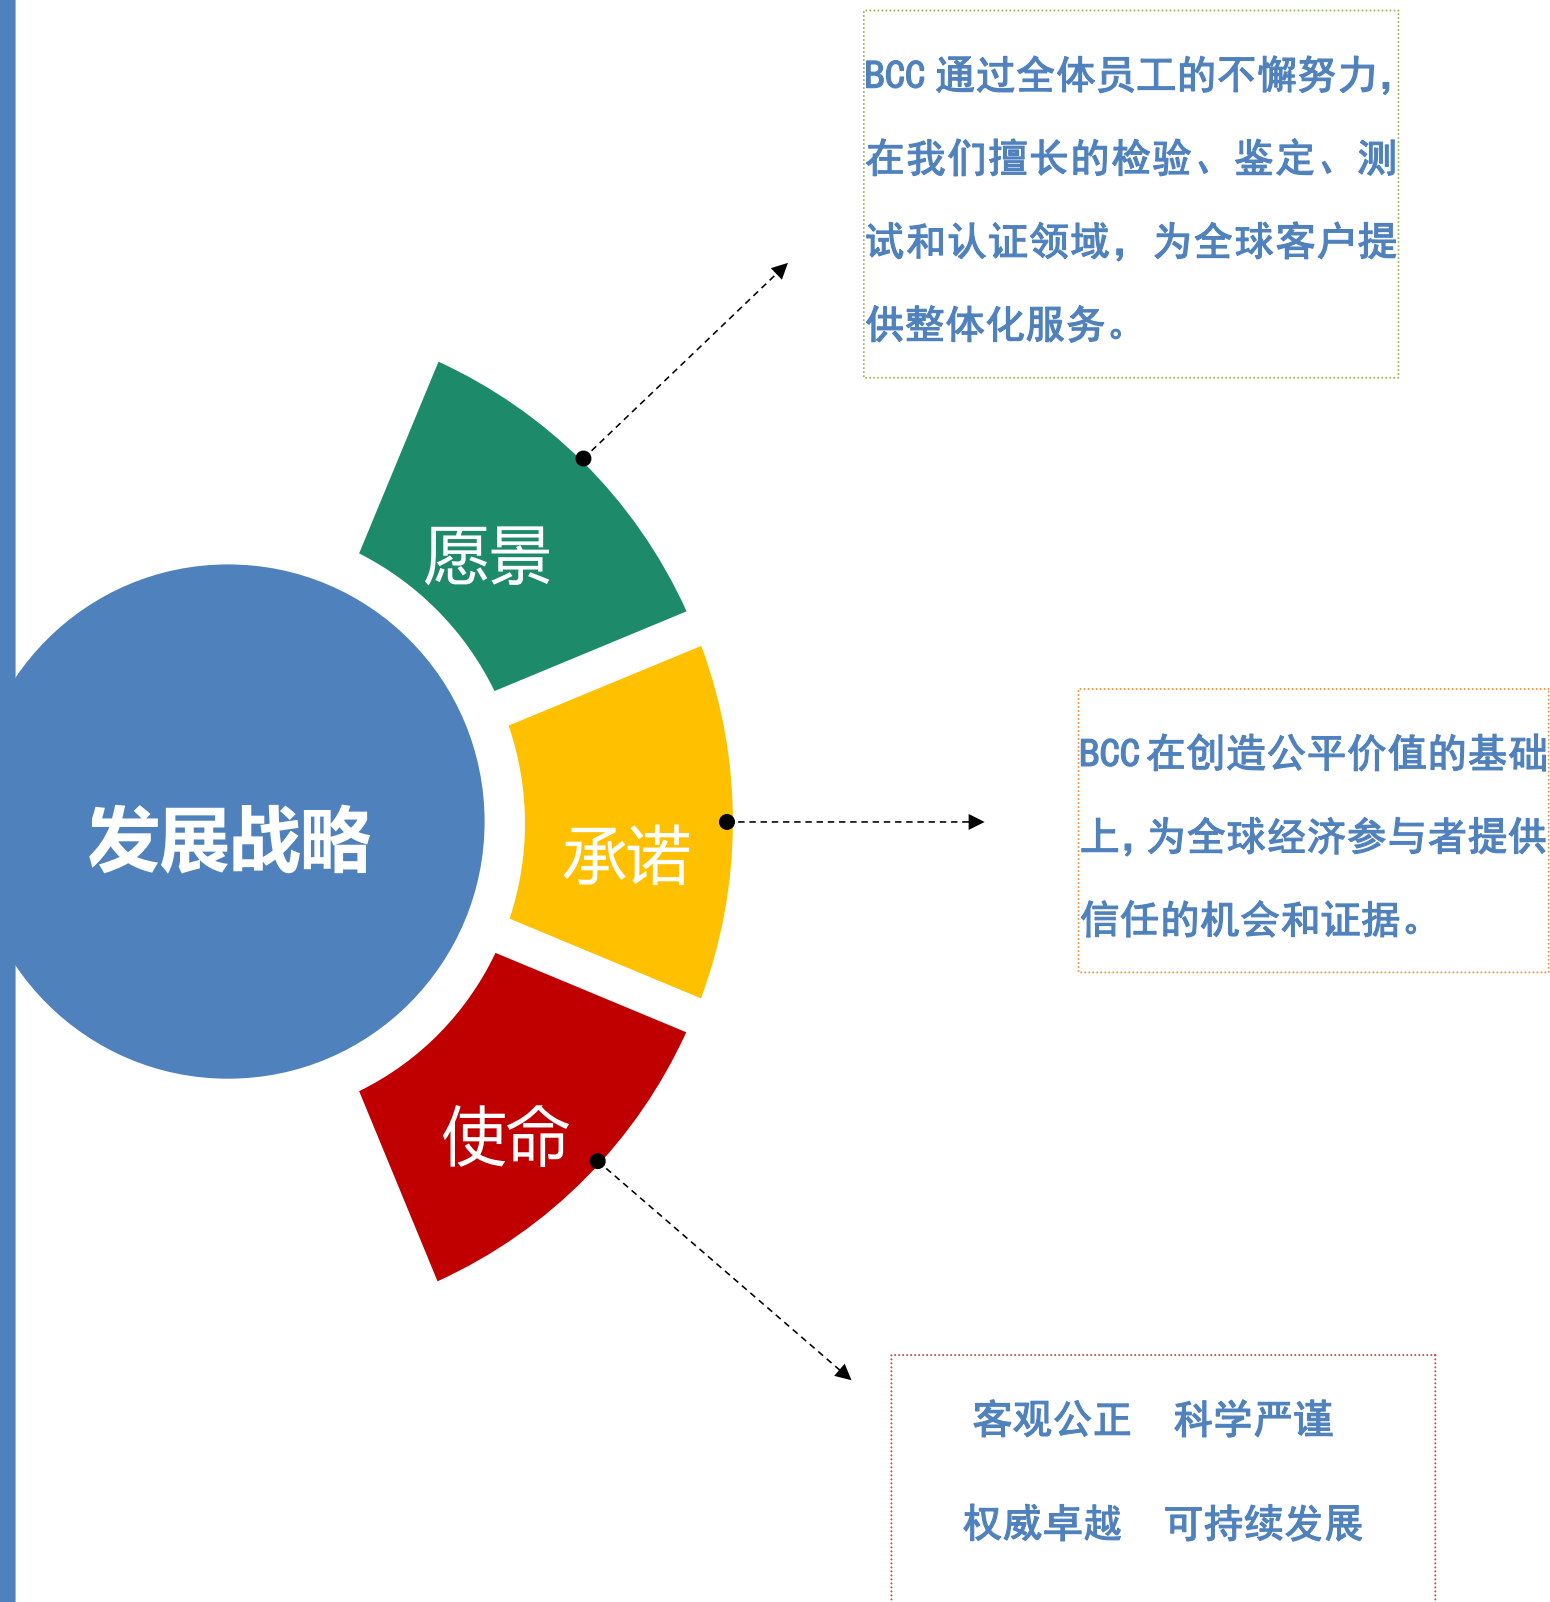 BCC 通过全体员工的不懈努力，
在我们擅长的检验、鉴定、测
试和认证领域，为全球客户提
供整体化服务。
愿景
发展战略
承诺
BCC 在创造公平价值的基础
上，为全球经济参与者提供
信任的机会和证据。
使命
客观公正 科学严谨
权威卓越 可持续发展